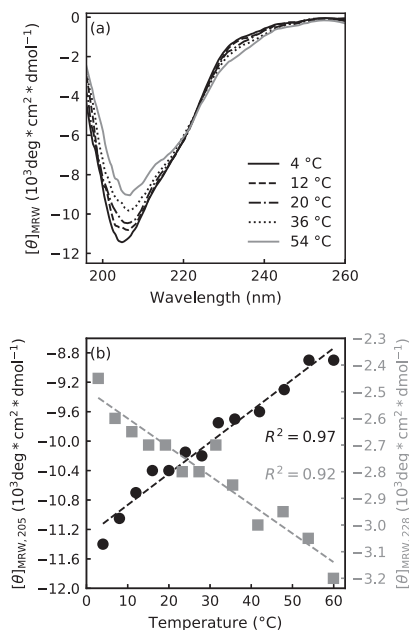 (a)
0
−2
−4
−6
−8
−10
−12
[θ]MRW (10³deg*cm²*dmol⁻¹)
4 °C
12 °C
20 °C
36 °C
54 °C
200 220 240 260
Wavelength (nm)
(b)
−8.8
−9.2
−9.6
−10.0
−10.4
−10.8
−11.2
−11.6
−12.0
[θ]MRW, 205 (10³deg*cm²*dmol⁻¹)
R² = 0.97
R² = 0.92
−2.3
−2.4
−2.5
−2.6
−2.7
−2.8
−2.9
−3.0
−3.1
−3.2
[θ]MRW, 228 (10³deg*cm²*dmol⁻¹)
0 10 20 30 40 50 60
Temperature (°C)